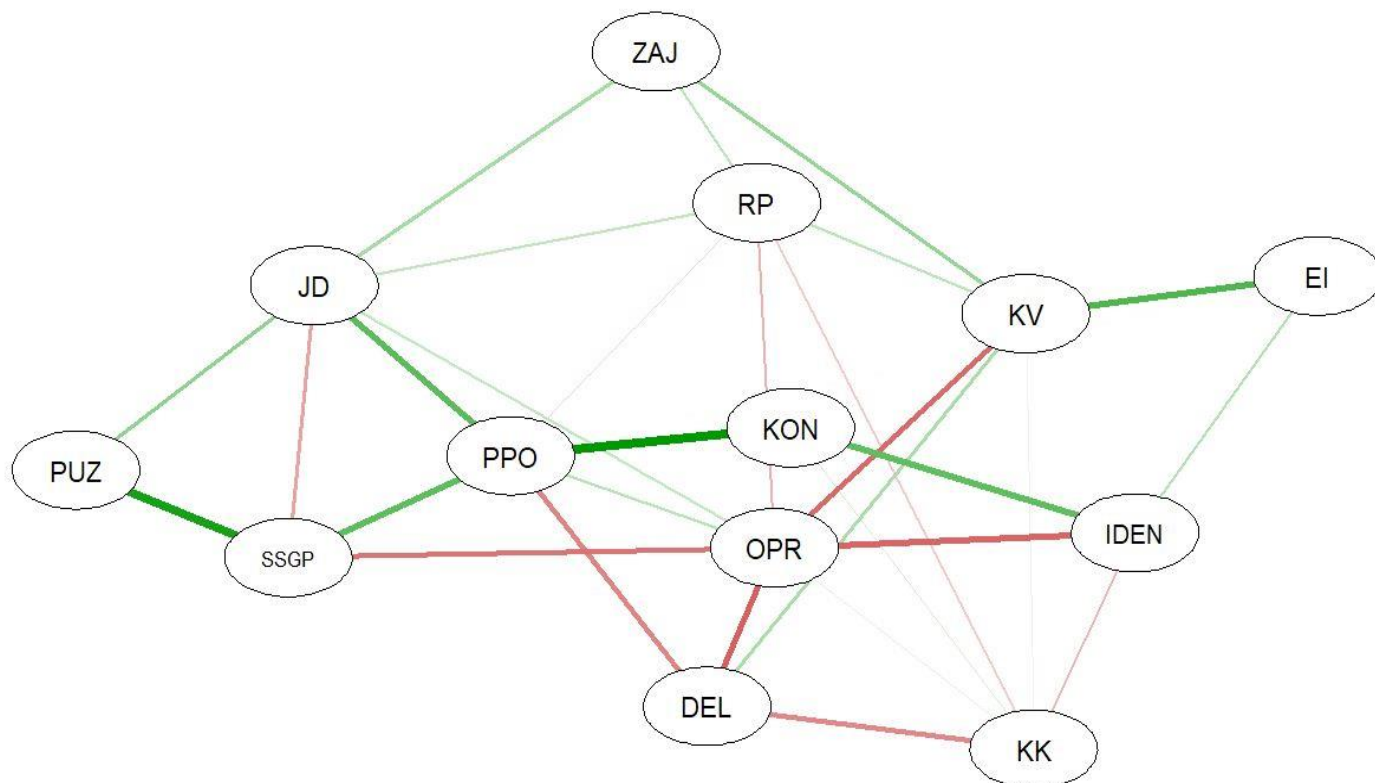 ZAJ
RP
JD
EI
KV
KON
PPO
PUZ
IDEN
OPR
SSGP
DEL
KK